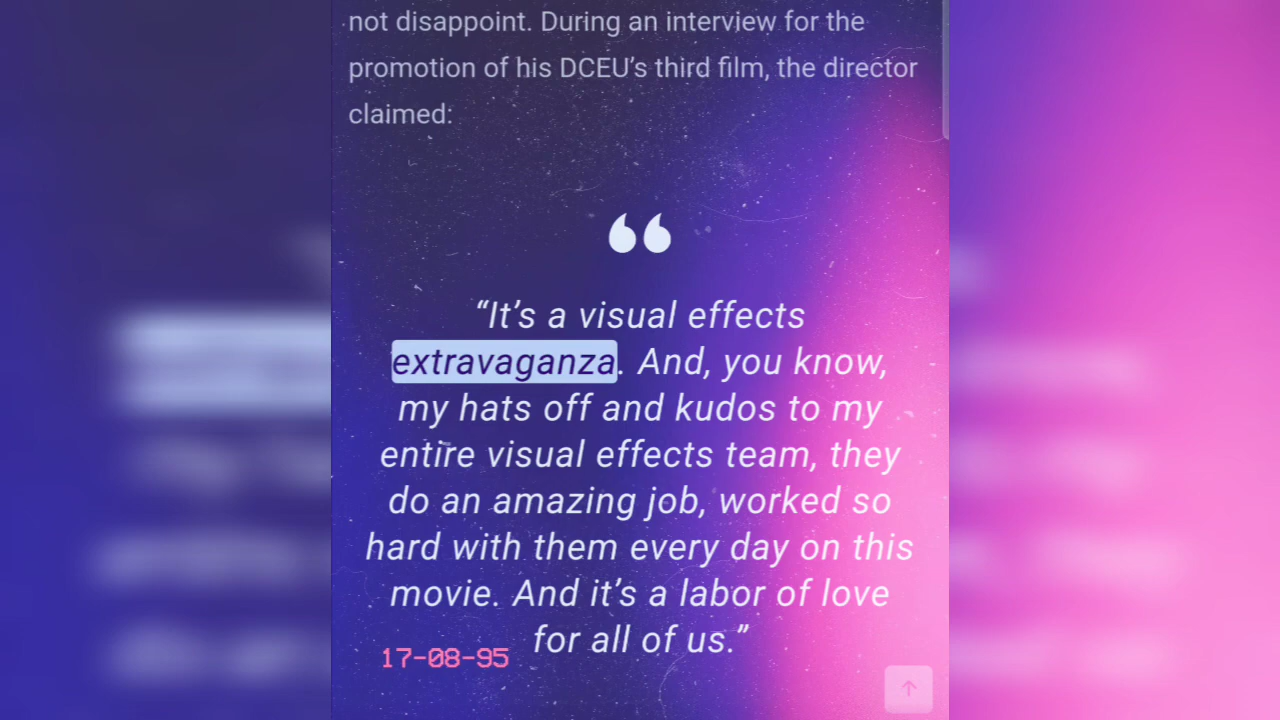 not disappoint. During an interview for the
promotion of his DCEU’s third film, the director
claimed:
“
“It’s a visual effects
extravaganza. And, you know,
my hats off and kudos to my
entire visual effects team, they
do an amazing job, worked so
hard with them every day on this
movie. And it’s a labor of love
for all of us.”
17-08-95